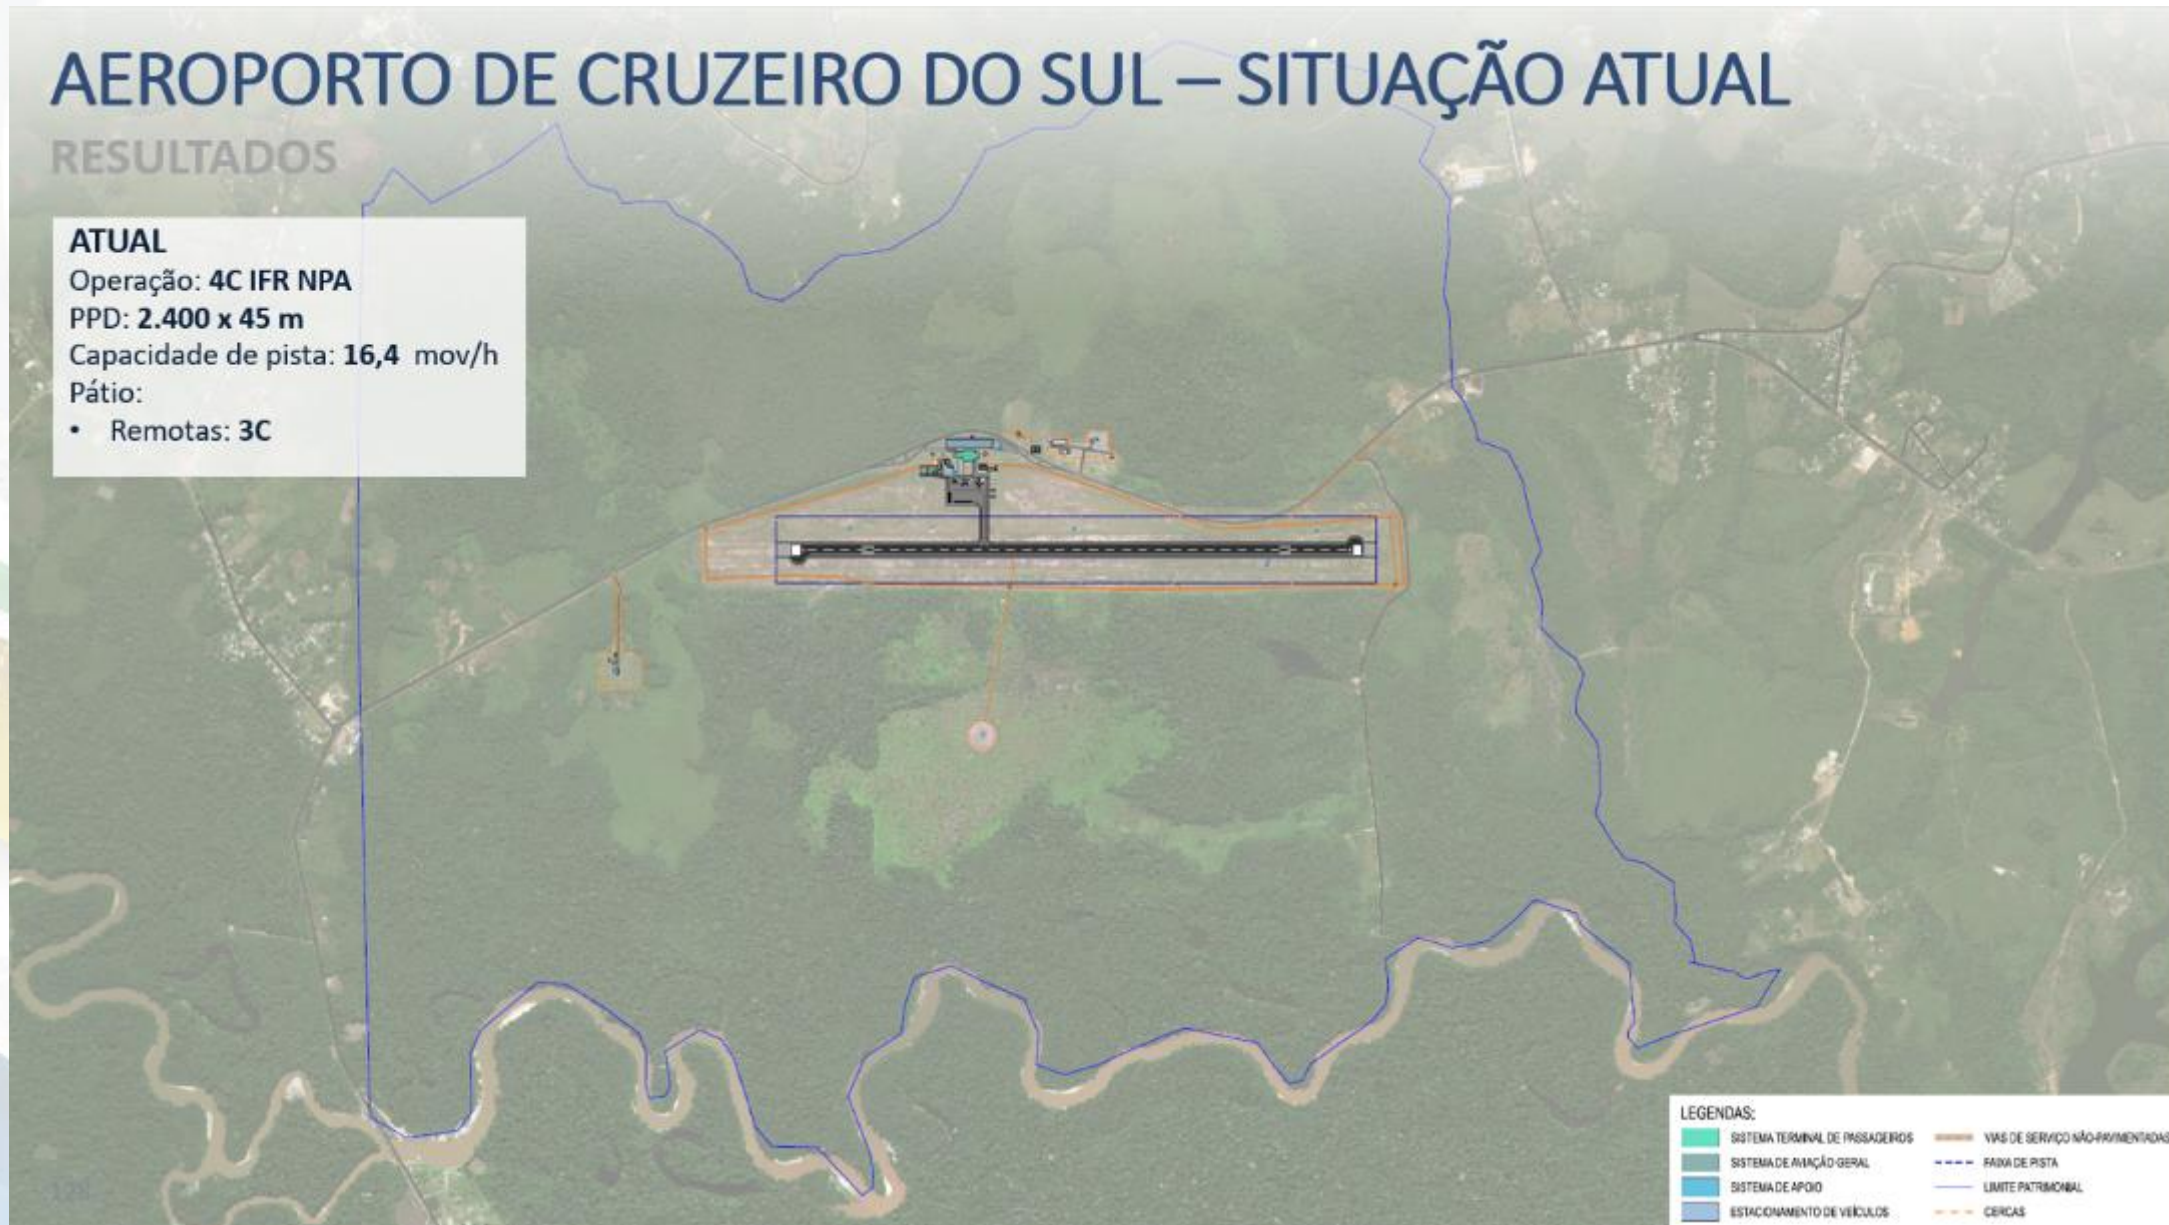 AEROPORTO DE CRUZEIRO DO SUL – SITUAÇÃO ATUAL
RESULTADOS
ATUAL
Operação: 4C IFR NPA
PPD: 2.400 x 45 m
Capacidade de pista: 16,4 mov/h
Pátio:
• Remotas: 3C
LEGENDAS:
SISTEMA TERMINAL DE PASSAGEIROS
SISTEMA DE AVIAÇÃO GERAL
SISTEMA DE APOIO
ESTACIONAMENTO DE VEÍCULOS
VIAS DE SERVIÇO NÃO-PAVIMENTADAS
FAIXA DE PISTA
LIMITE PATRIMONIAL
CERCAS